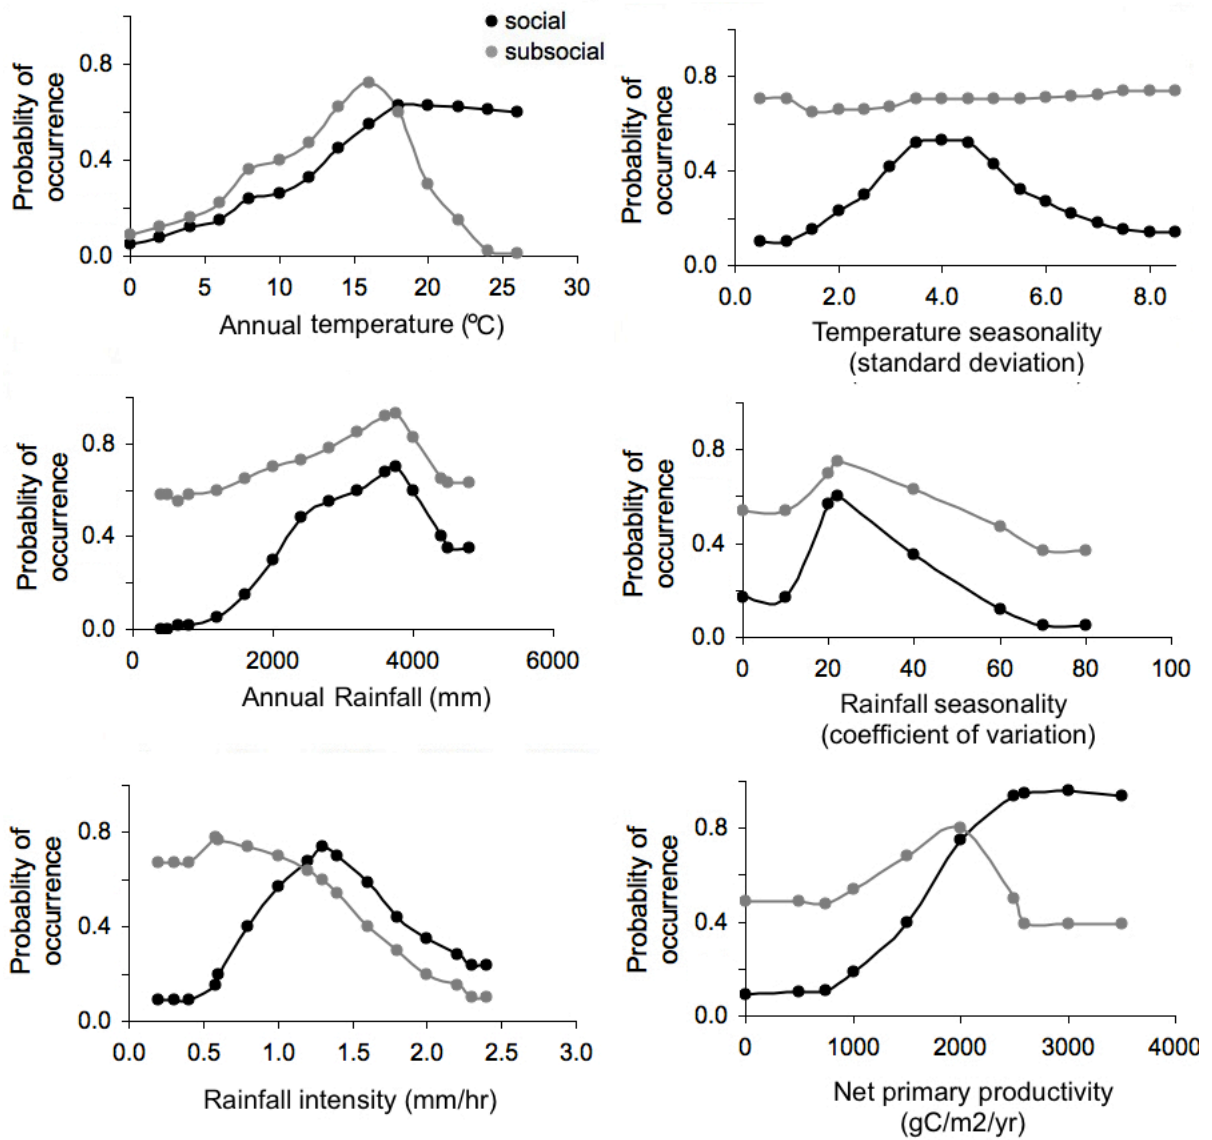 social
subsocial
Probablity of
occurrence
0.8
0.4
0.0
0 5 10 15 20 25 30
Annual temperature (ºC)
Probablity of
occurrence
0.8
0.4
0.0
0.0 2.0 4.0 6.0 8.0
Temperature seasonality
(standard deviation)
Probablity of
occurrence
0.8
0.4
0.0
0 2000 4000 6000
Annual Rainfall (mm)
Probablity of
occurrence
0.8
0.4
0.0
0 20 40 60 80 100
Rainfall seasonality
(coefficient of variation)
Probablity of
occurrence
0.8
0.4
0.0
0.0 0.5 1.0 1.5 2.0 2.5 3.0
Rainfall intensity (mm/hr)
Probablity of
occurrence
0.8
0.4
0.0
0 1000 2000 3000 4000
Net primary productivity
(gC/m2/yr)